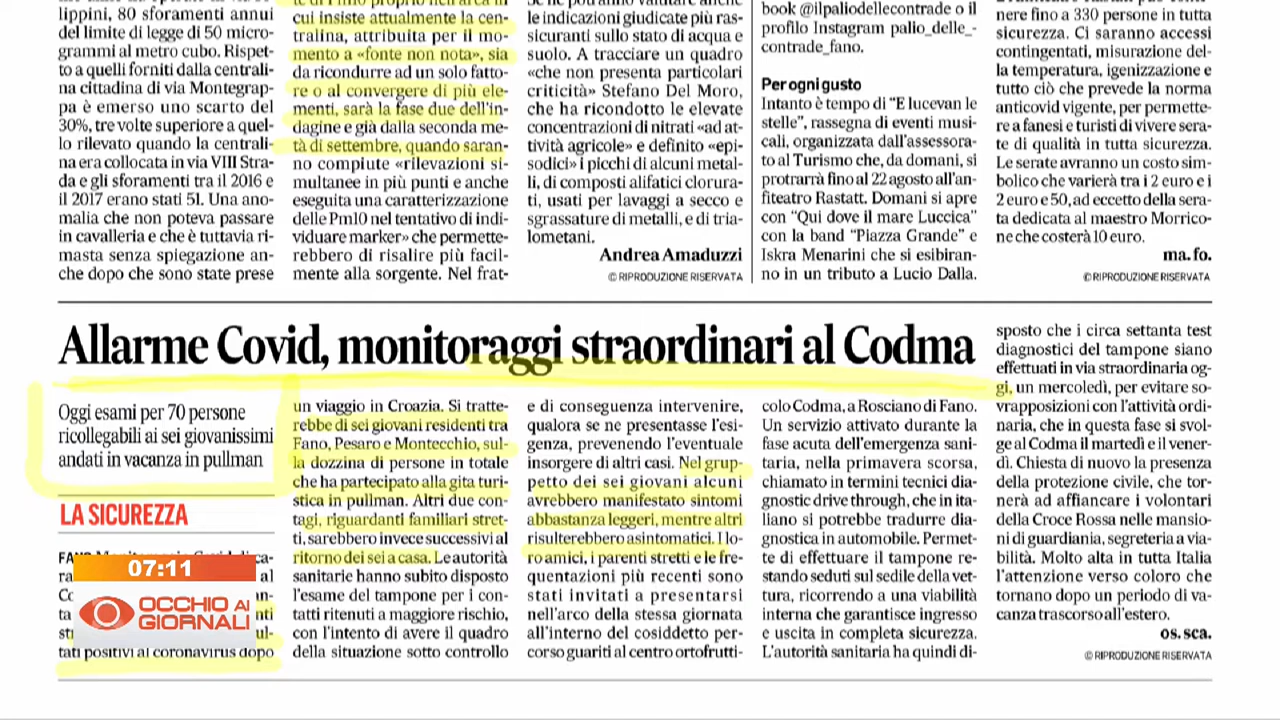 lippini, 80 sforamenti annui
del limite di legge di 50 micro-
grammi al metro cubo. Rispet-
to a quelli forniti dalla centrali-
na cittadina di via Montegrap-
pa è emerso uno scarto del
30%, tre volte superiore a quel-
lo rilevato quando la centrali-
na era collocata in via VIII Stra-
da e gli sforamenti tra il 2016 e
il 2017 erano stati 51. Una ano-
malia che non poteva passare
in cavalleria e che è tuttavia ri-
masta senza spiegazione an-
che dopo che sono state prese
cui insiste attualmente la cen-
tralina, attribuita per il mo-
mento a «fonte non nota», sia
da ricondurre ad un solo fatto-
re o al convergere di più ele-
menti, sarà la fase due dell'in-
dagine e già dalla seconda me-
tà di settembre, quando saran-
no compiute «rilevazioni si-
multanee in più punti e anche
eseguita una caratterizzazione
delle Pm10 nel tentativo di indi-
viduare marker» che permette-
rebbero di risalire più facil-
mente alla sorgente. Nel frat-
le indicazioni giudicate più ras-
sicuranti sullo stato di acqua e
suolo. A tracciare un quadro
«che non presenta particolari
criticità» Stefano Del Moro,
che ha ricondotto le elevate
concentrazioni di nitrati «ad at-
tività agricole» e definito «epi-
sodici» i picchi di alcuni metal-
li, di composti alifatici clorura-
ti, usati per lavaggi a secco e
sgrassature di metalli, e di tria-
lometani.
Andrea Amaduzzi
© RIPRODUZIONE RISERVATA
book @ilpaliodellecontrade o il
profilo Instagram palio_delle_-
contrade_fano.
Per ogni gusto
Intanto è tempo di "E lucevan le
stelle", rassegna di eventi musi-
cali, organizzata dall'assessora-
to al Turismo che, da domani, si
protrarrà fino al 22 agosto all'an-
fiteatro Rastatt. Domani si apre
con "Qui dove il mare Luccica"
con la band "Piazza Grande" e
Iskra Menarini che si esibiran-
no in un tributo a Lucio Dalla.
nere fino a 330 persone in tutta
sicurezza. Ci saranno accessi
contingentati, misurazione del-
la temperatura, igenizzazione e
tutto ciò che prevede la norma
anticovid vigente, per permette-
re a fanesi e turisti di vivere sera-
te di qualità in tutta sicurezza.
Le serate avranno un costo sim-
bolico che varierà tra i 2 euro e i
2 euro e 50, ad eccetto della sera-
ta dedicata al maestro Morrico-
ne che costerà 10 euro.
ma.fo.
© RIPRODUZIONE RISERVATA
Allarme Covid, monitoraggi straordinari al Codma
Oggi esami per 70 persone
ricollegabili ai sei giovanissimi
andati in vacanza in pullman
LA SICUREZZA
tati positivi al coronavirus dopo
un viaggio in Croazia. Si tratte-
rebbe di sei giovani residenti tra
Fano, Pesaro e Montecchio, sul-
la dozzina di persone in totale
che ha partecipato alla gita turi-
stica in pullman. Altri due con-
tagi, riguardanti familiari stret-
ti, sarebbero invece successivi al
ritorno dei sei a casa. Le autorità
sanitarie hanno subito disposto
l'esame del tampone per i con-
tatti ritenuti a maggiore rischio,
con l'intento di avere il quadro
della situazione sotto controllo
e di conseguenza intervenire,
qualora se ne presentasse l'esi-
genza, prevenendo l'eventuale
insorgere di altri casi. Nel grup-
petto dei sei giovani alcuni
avrebbero manifestato sintomi
abbastanza leggeri, mentre altri
risulterebbero asintomatici. I lo-
ro amici, i parenti stretti e le fre-
quentazioni più recenti sono
stati invitati a presentarsi
nell'arco della stessa giornata
all'interno del cosiddetto per-
corso guariti al centro ortofrutti-
colo Codma, a Rosciano di Fano.
Un servizio attivato durante la
fase acuta dell'emergenza sani-
taria, nella primavera scorsa,
chiamato in termini tecnici dia-
gnostic drive through, che in ita-
liano si potrebbe tradurre dia-
gnostica in automobile. Permet-
te di effettuare il tampone re-
stando seduti sul sedile della vet-
tura, ricorrendo a una viabilità
interna che garantisce ingresso
e uscita in completa sicurezza.
L'autorità sanitaria ha quindi di-
sposto che i circa settanta test
diagnostici del tampone siano
effettuati in via straordinaria og-
gi, un mercoledì, per evitare so-
vrapposizioni con l'attività ordi-
naria, che in questa fase si svol-
ge al Codma il martedì e il vener-
dì. Chiesta di nuovo la presenza
della protezione civile, che tor-
nerà ad affiancare i volontari
della Croce Rossa nelle mansio-
ni di guardiania, segreteria a via-
bilità. Molto alta in tutta Italia
l'attenzione verso coloro che
tornano dopo un periodo di va-
canza trascorso all'estero.
os.sca.
© RIPRODUZIONE RISERVATA
07:11
OCCHIO AI
GIORNALI